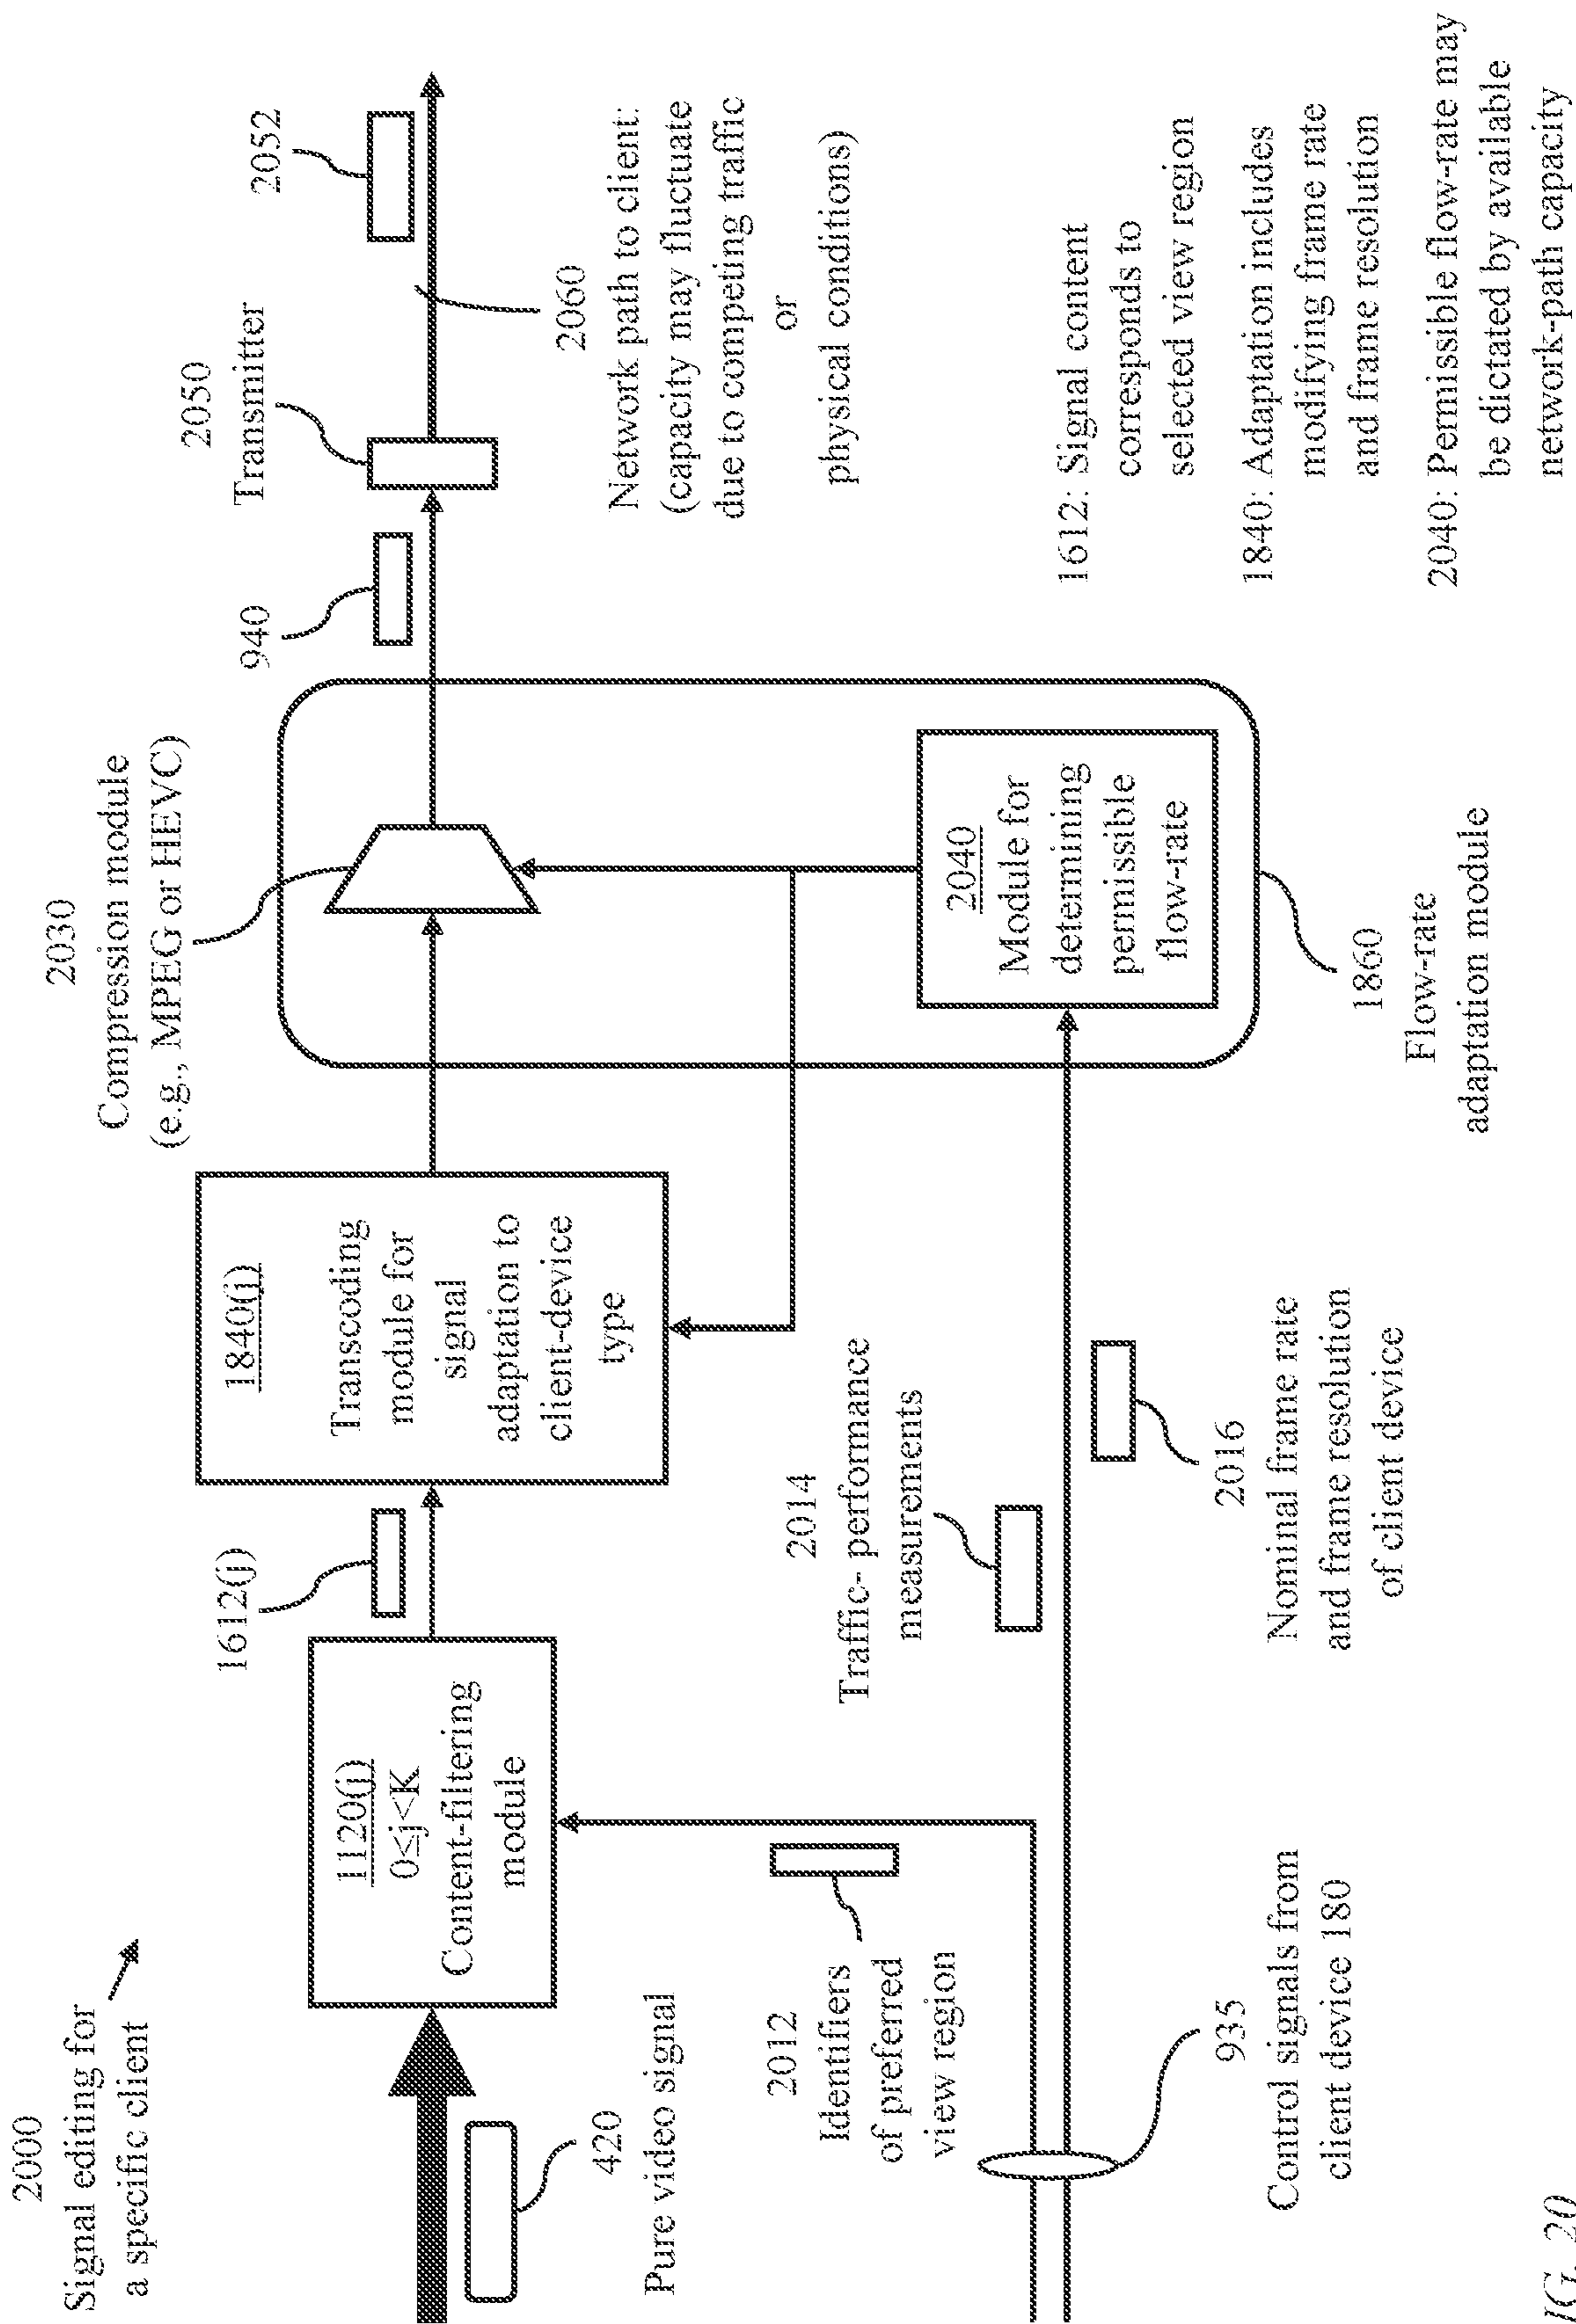 2000
Signal editing for
a specific client
420
Pure video signal
1120(j)
0≤j<K
Content-filtering
module
2012
Identifiers
of preferred
view region
935
Control signals from
client device 180
1612(j)
1840(j)
Transcoding
module for
signal
adaptation to
client-device
type
2014
Traffic- performance
measurements
2016
Nominal frame rate
and frame resolution
of client device
2030
Compression module
(e.g., MPEG or HEVC)
2040
Module for
determining
permissible
flow-rate
1860
Flow-rate
adaptation module
940
2050
Transmitter
2052
2060
Network path to client:
(capacity may fluctuate
due to competing traffic
or
physical conditions)
1612: Signal content
corresponds to
selected view region
1840: Adaptation includes
modifying frame rate
and frame resolution
2040: Permissible flow-rate may
be dictated by available
network-path capacity
IG. 20